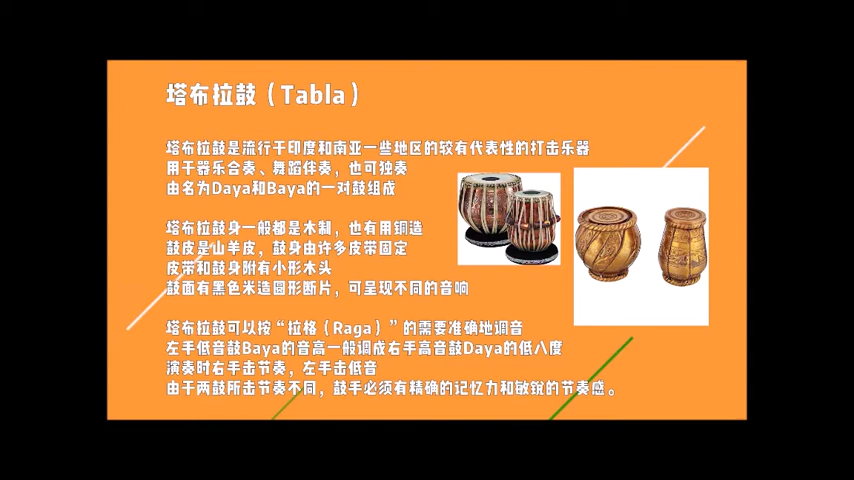 塔布拉鼓（Tabla）
塔布拉鼓是流行于印度和南亚一些地区的较有代表性的打击乐器
用于器乐合奏、舞蹈伴奏，也可独奏
由名为Daya和Baya的一对鼓组成
塔布拉鼓身一般都是木制，也有用铜造
鼓皮是山羊皮，鼓身由许多皮带固定
皮带和鼓身附有小形木头
鼓面有黑色米造圆形断片，可呈现不同的音响
塔布拉鼓可以按“拉格（Raga）”的需要准确地调音
左手低音鼓Baya的音高一般调成右手高音鼓Daya的低八度
演奏时右手击节奏，左手击低音
由于两鼓所击节奏不同，鼓手必须有精确的记忆力和敏锐的节奏感。